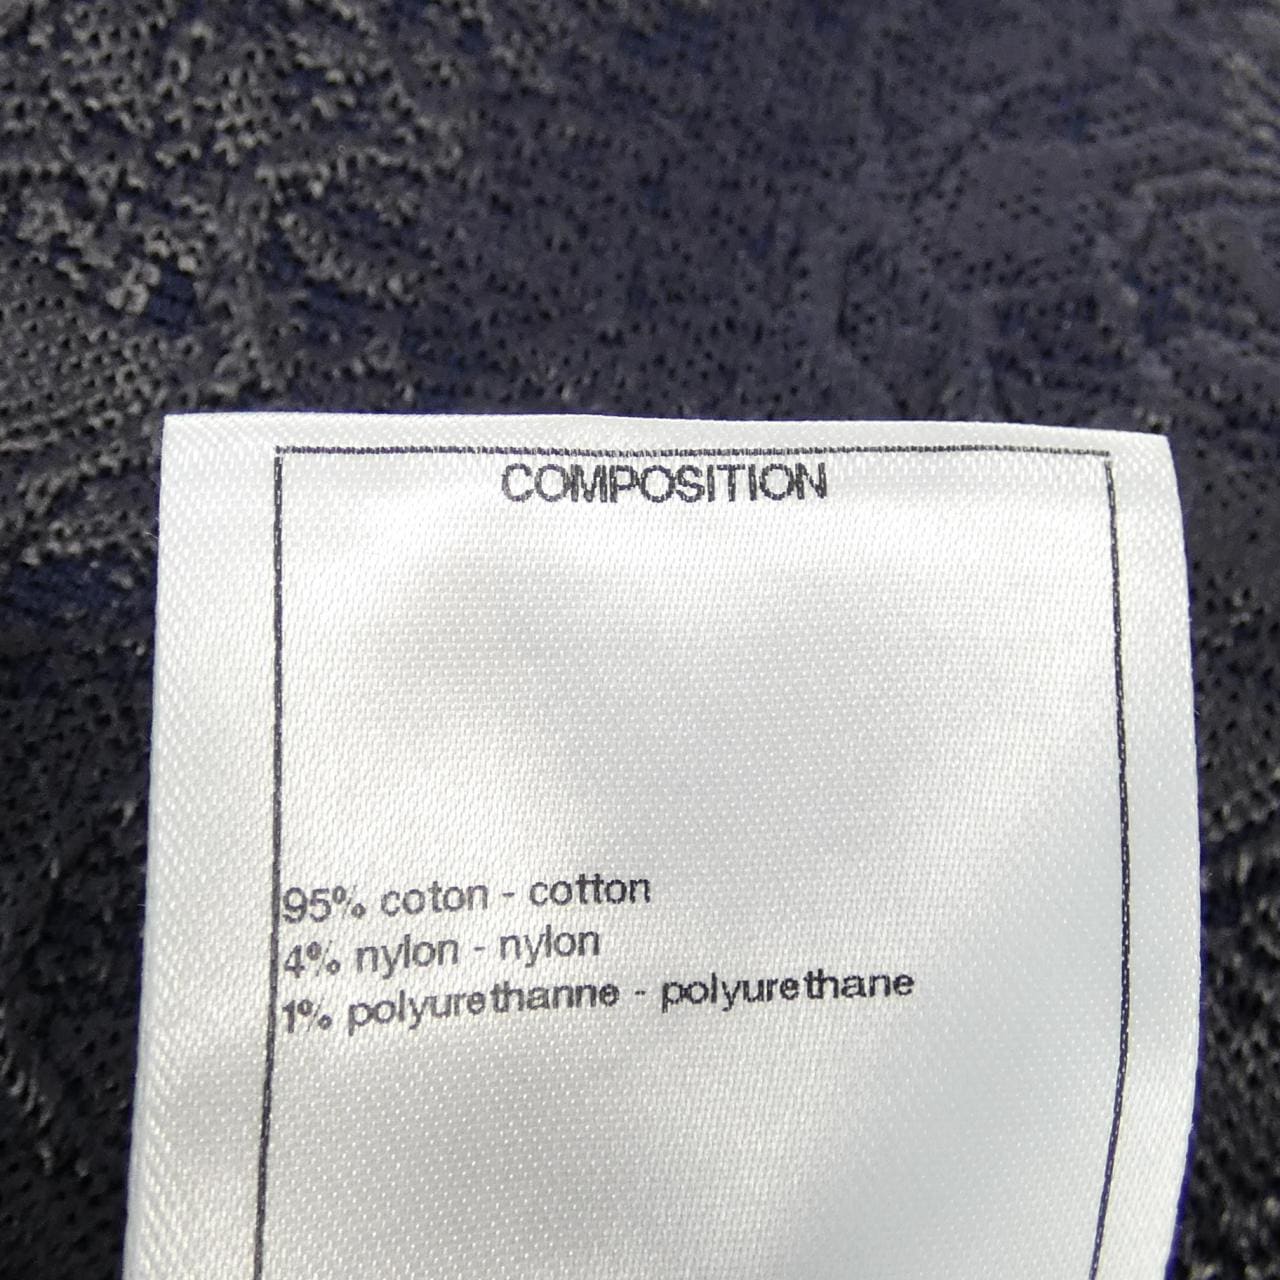 COMPOSITION
95% coton - cotton
4% nylon - nylon
1% polyurethanne - polyurethane